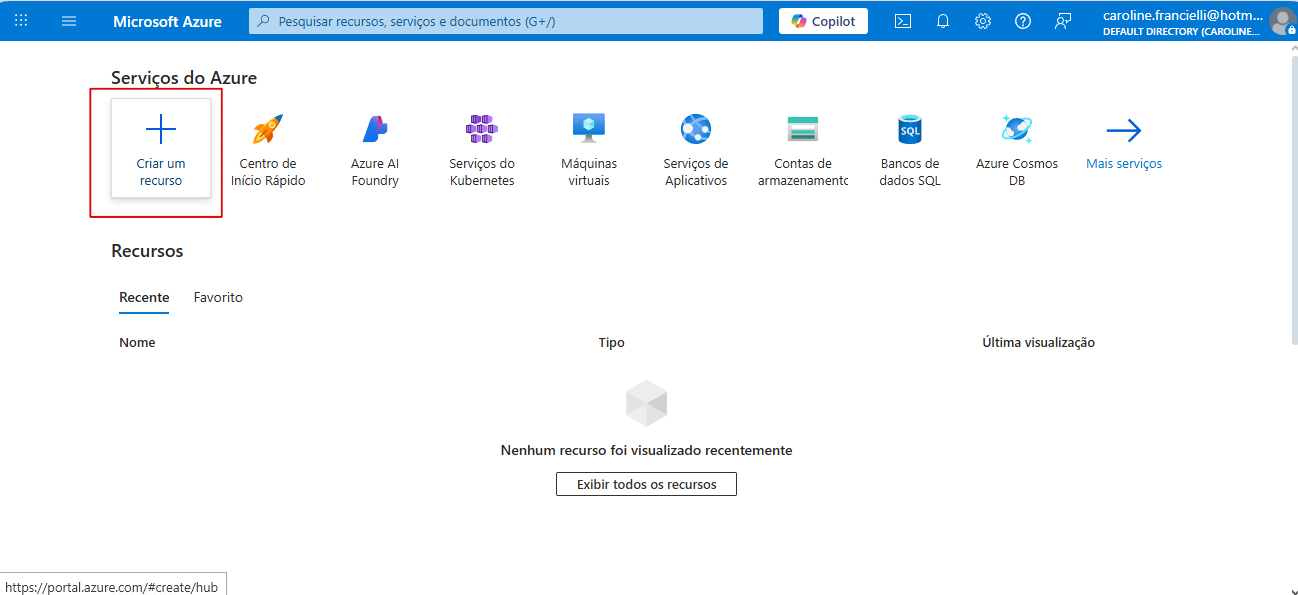 Microsoft Azure
Pesquisar recursos, serviços e documentos (G+/)
Copilot
caroline.francielli@hotm...
DEFAULT DIRECTORY (CAROLINE...
Serviços do Azure
Criar um
recurso
Centro de
Início Rápido
Azure AI
Foundry
Serviços do
Kubernetes
Máquinas
virtuais
Serviços de
Aplicativos
Contas de
armazenamentc
SQL
Bancos de
dados SQL
Azure Cosmos
DB
Mais serviços
Recursos
Recente
Favorito
Nome
Tipo
Última visualização
Nenhum recurso foi visualizado recentemente
Exibir todos os recursos
https://portal.azure.com/#create/hub